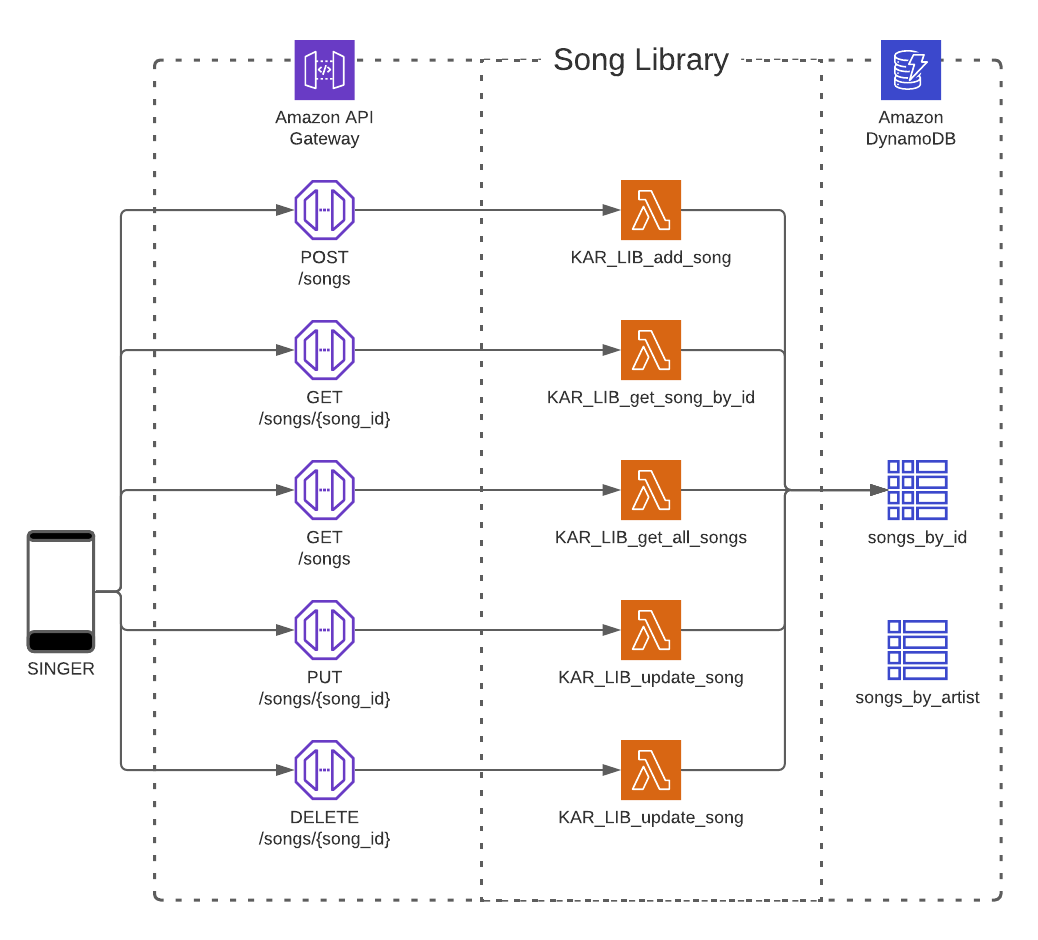 Song Library
Amazon API
Gateway
Amazon
DynamoDB
POST
/songs
KAR_LIB_add_song
GET
/songs/{song_id}
KAR_LIB_get_song_by_id
GET
/songs
KAR_LIB_get_all_songs
songs_by_id
SINGER
PUT
/songs/{song_id}
KAR_LIB_update_song
songs_by_artist
DELETE
/songs/{song_id}
KAR_LIB_update_song